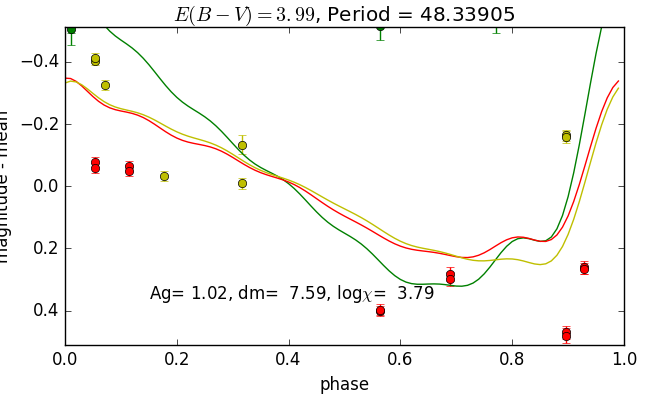 E(B − V) = 3.99, Period = 48.33905
magnitude - mean
−0.4
−0.2
0.0
0.2
0.4
Ag= 1.02, dm= 7.59, logχ= 3.79
0.0 0.2 0.4 0.6 0.8 1.0
phase